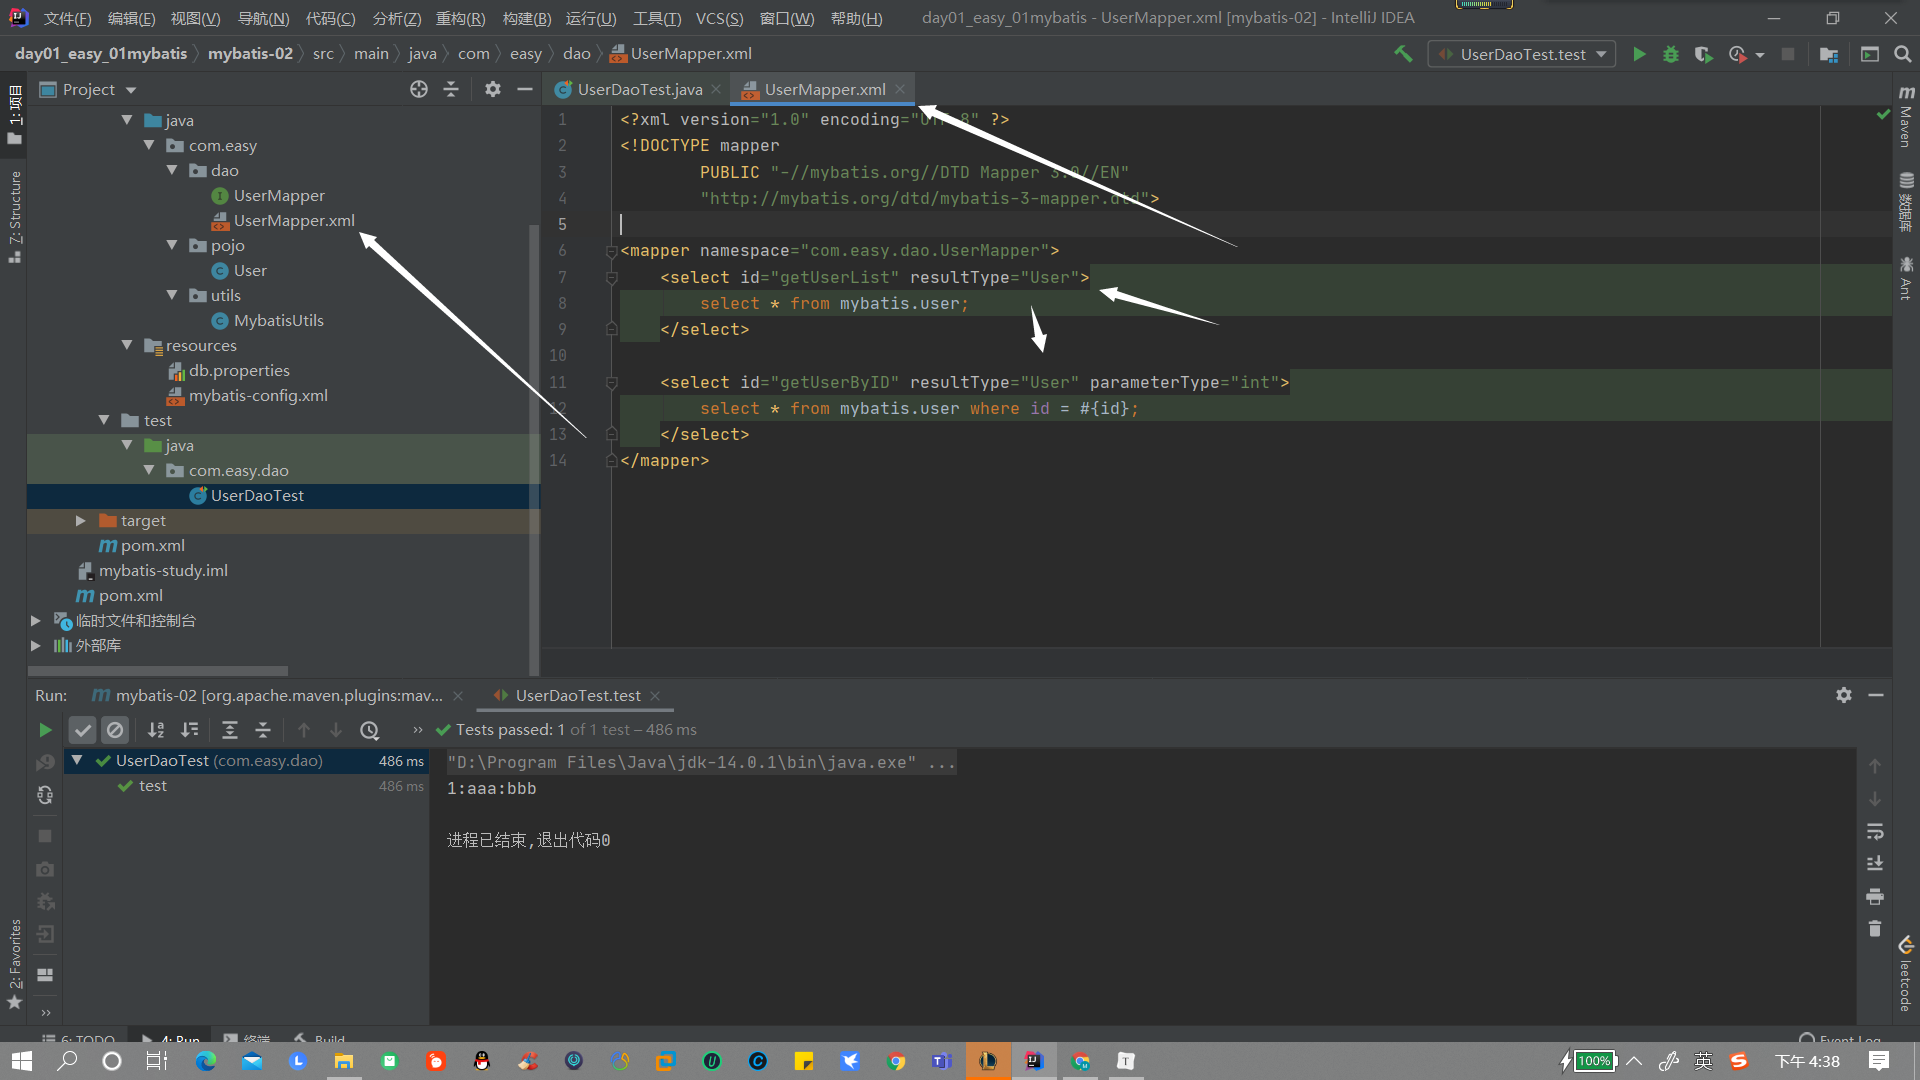 文件(F) 编辑(E) 视图(V) 导航(N) 代码(C) 分析(Z) 重构(R) 构建(B) 运行(U) 工具(T) VCS(S) 窗口(W) 帮助(H) day01_easy_01mybatis - UserMapper.xml [mybatis-02] - IntelliJ IDEA
day01_easy_01mybatis mybatis-02 src main java com easy dao UserMapper.xml UserDaoTest.test
1: 项目
7: Structure
2: Favorites
Project
java
com.easy
dao
UserMapper
UserMapper.xml
pojo
User
utils
MybatisUtils
resources
db.properties
mybatis-config.xml
test
java
com.easy.dao
UserDaoTest
target
pom.xml
mybatis-study.iml
pom.xml
临时文件和控制台
外部库
UserDaoTest.java UserMapper.xml
1 <?xml version="1.0" encoding="UTF-8" ?>
2 <!DOCTYPE mapper
3 PUBLIC "-//mybatis.org//DTD Mapper 3.0//EN"
4 "http://mybatis.org/dtd/mybatis-3-mapper.dtd">
5
6 <mapper namespace="com.easy.dao.UserMapper">
7 <select id="getUserList" resultType="User">
8 select * from mybatis.user;
9 </select>
10
11 <select id="getUserByID" resultType="User" parameterType="int">
12 select * from mybatis.user where id = #{id};
13 </select>
14 </mapper>
Maven
数据库
Ant
leetcode
Run: mybatis-02 [org.apache.maven.plugins:mav... UserDaoTest.test
Tests passed: 1 of 1 test – 486 ms
UserDaoTest (com.easy.dao) 486 ms
test 486 ms
"D:\Program Files\Java\jdk-14.0.1\bin\java.exe" ...
1:aaa:bbb
进程已结束,退出代码0
6: TODO 4: Run 终端 Build Event Log
100% 英 下午 4:38